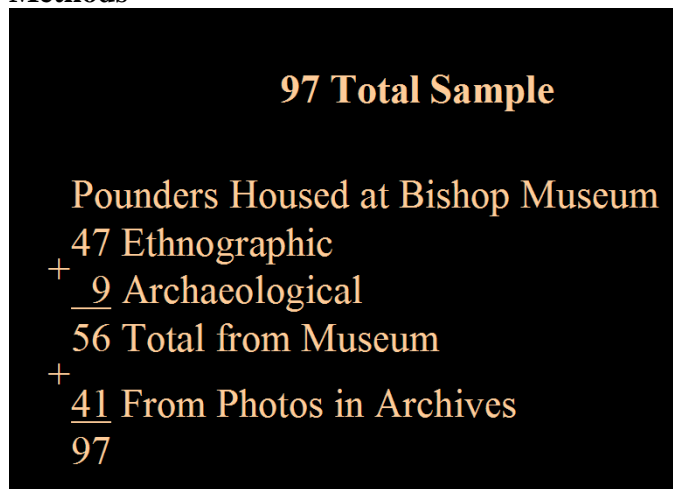 Methods
97 Total Sample
Pounders Housed at Bishop Museum
47 Ethnographic
+
9 Archaeological
56 Total from Museum
+
41 From Photos in Archives
97